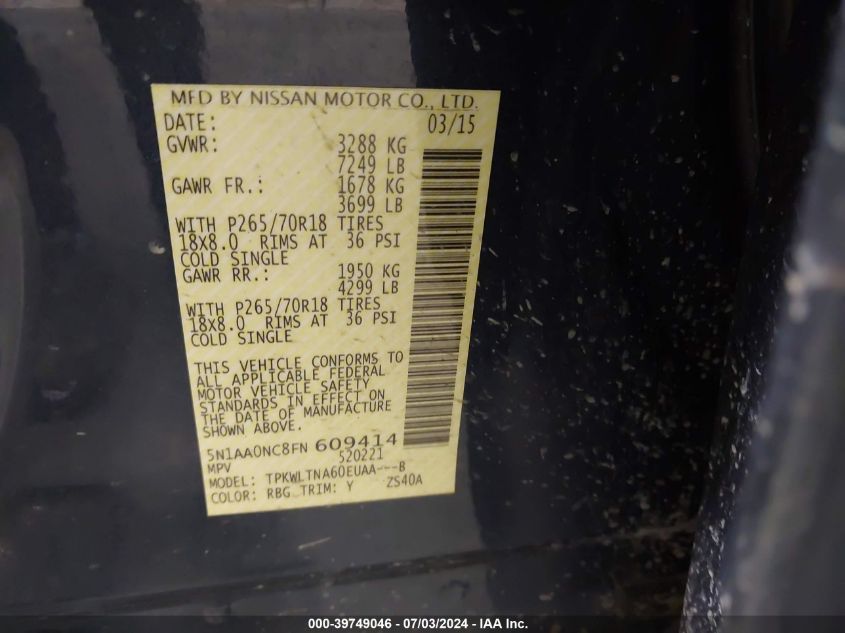 MFD BY NISSAN MOTOR CO., LTD.
DATE: 03/15
GVWR: 3288 KG
7249 LB
GAWR FR.: 1678 KG
3699 LB
WITH P265/70R18 TIRES
18X8.0 RIMS AT 36 PSI
COLD SINGLE
GAWR RR.: 1950 KG
4299 LB
WITH P265/70R18 TIRES
18X8.0 RIMS AT 36 PSI
COLD SINGLE
THIS VEHICLE CONFORMS TO
ALL APPLICABLE FEDERAL
MOTOR VEHICLE SAFETY
STANDARDS IN EFFECT ON
THE DATE OF MANUFACTURE
SHOWN ABOVE.
5N1AA0NC8FN 609414
MPV 520221
MODEL: TPKWLTNA60EUAA---B
COLOR: RBG TRIM: Y ZS40A
000-39749046 - 07/03/2024 - IAA Inc.